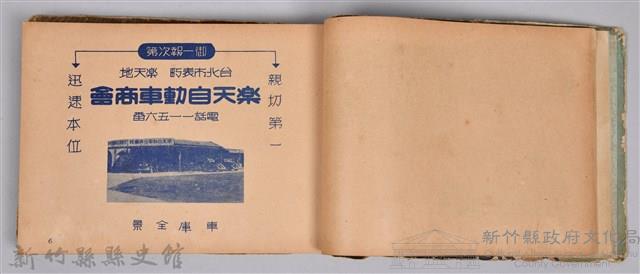 御一報次第
親切第一
迅速本位
台北市表町 楽天地
楽天自動車商會
電話一一五六番
車庫全景
6
新竹縣縣史館
新竹縣政府文化局